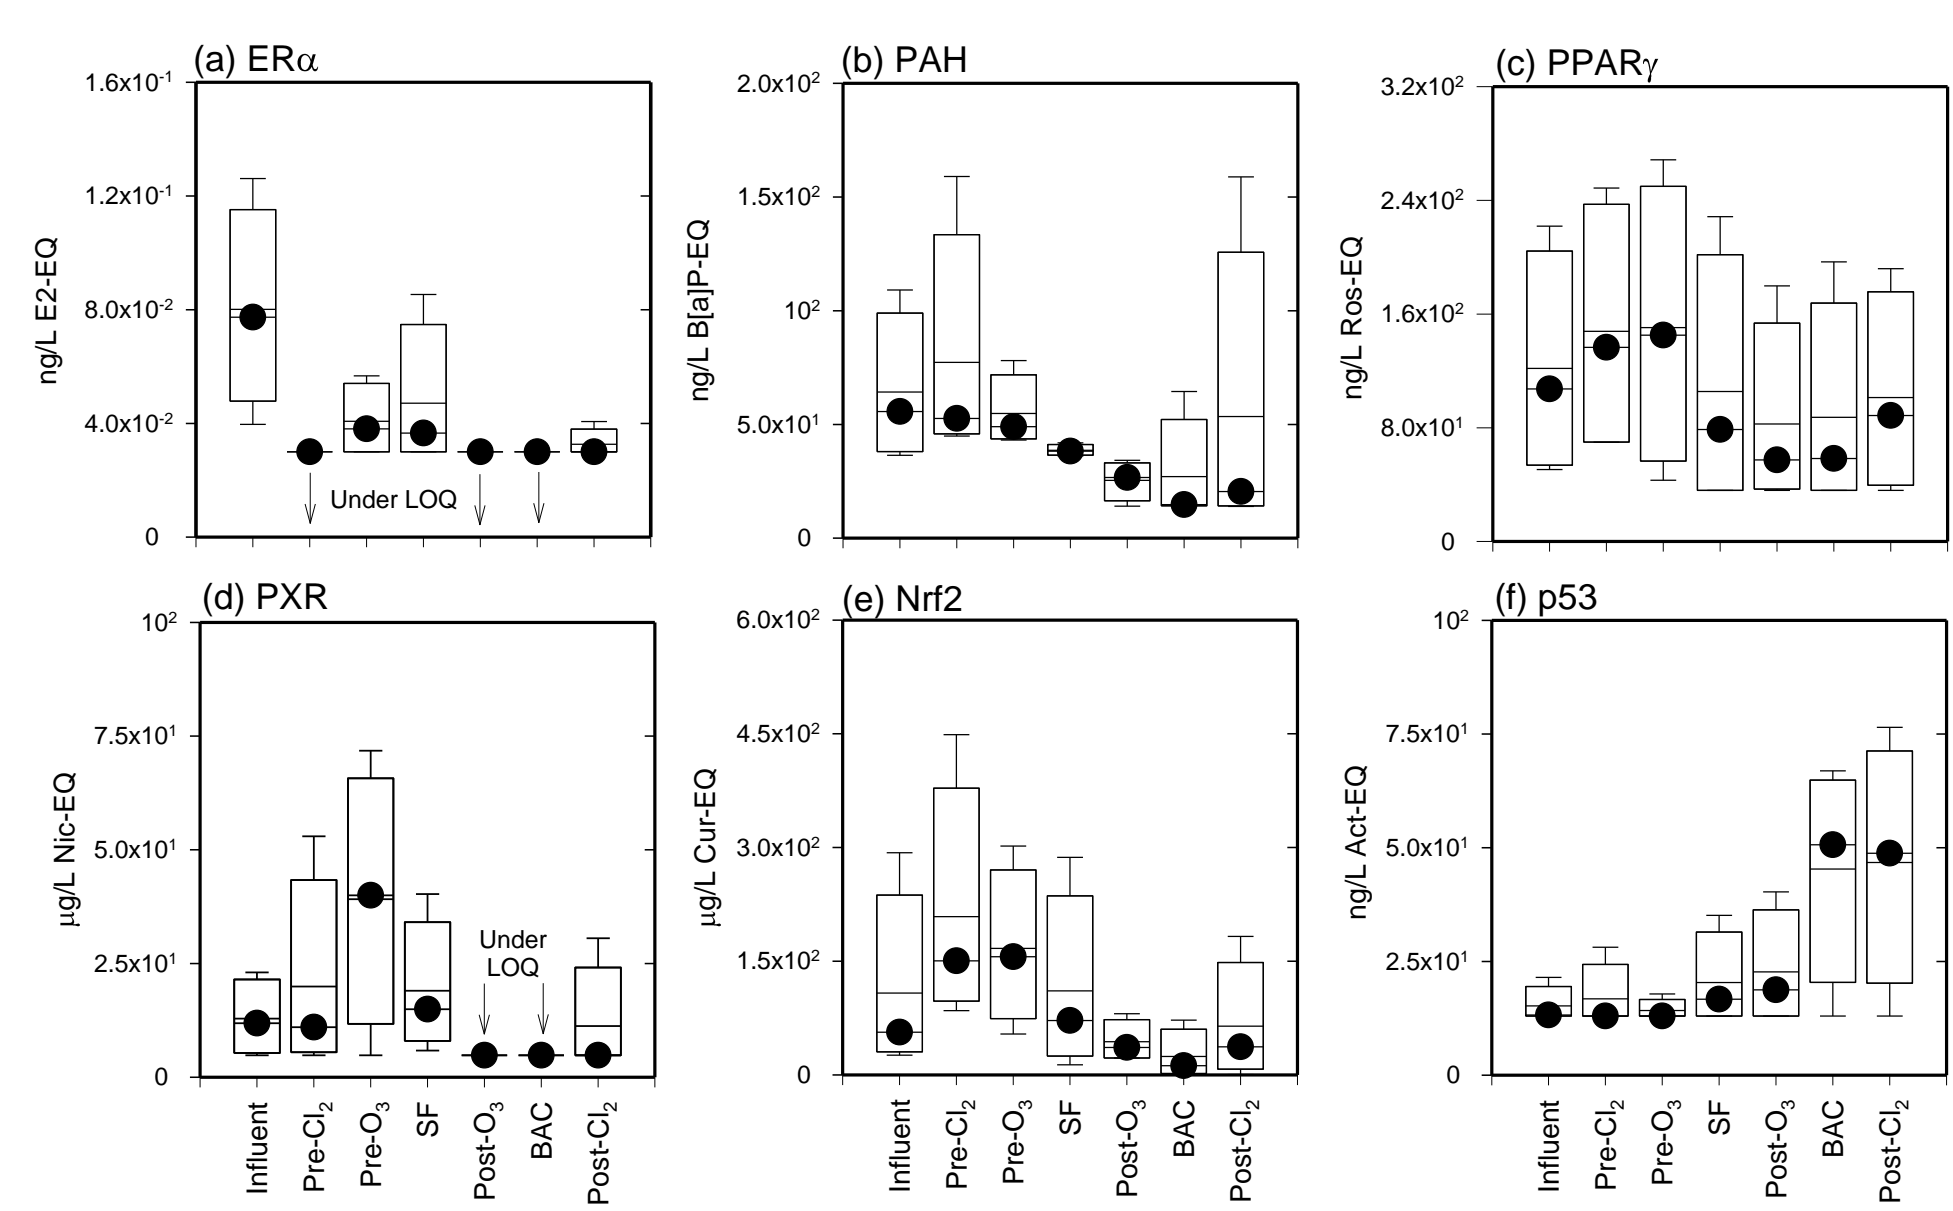 (a) ERα
1.6x10⁻¹
1.2x10⁻¹
8.0x10⁻²
4.0x10⁻²
0
ng/L E2-EQ
Under LOQ
(b) PAH
2.0x10²
1.5x10²
10²
5.0x10¹
0
ng/L B[a]P-EQ
(c) PPARγ
3.2x10²
2.4x10²
1.6x10²
8.0x10¹
0
ng/L Ros-EQ
(d) PXR
10²
7.5x10¹
5.0x10¹
2.5x10¹
0
μg/L Nic-EQ
Under
LOQ
Influent
Pre-Cl₂
Pre-O₃
SF
Post-O₃
BAC
Post-Cl₂
(e) Nrf2
6.0x10²
4.5x10²
3.0x10²
1.5x10²
0
μg/L Cur-EQ
Influent
Pre-Cl₂
Pre-O₃
SF
Post-O₃
BAC
Post-Cl₂
(f) p53
10²
7.5x10¹
5.0x10¹
2.5x10¹
0
ng/L Act-EQ
Influent
Pre-Cl₂
Pre-O₃
SF
Post-O₃
BAC
Post-Cl₂